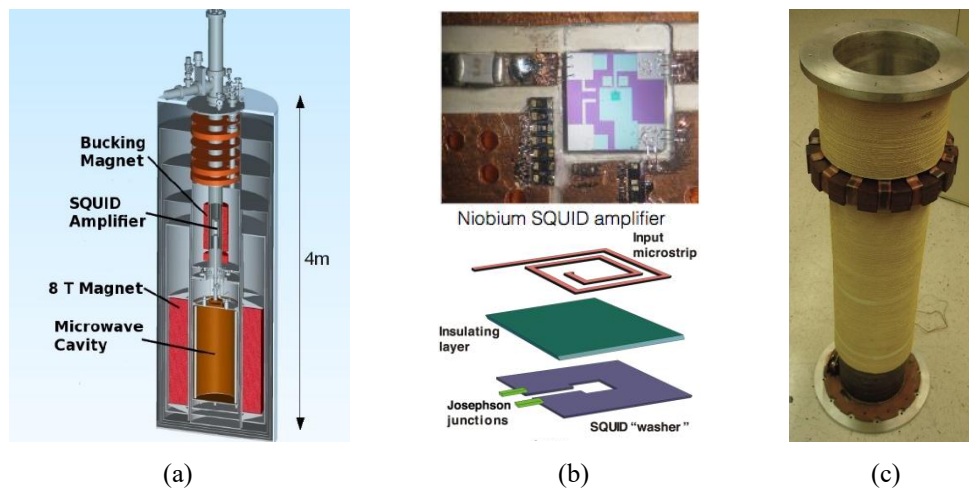 Bucking
Magnet
SQUID
Amplifier
8 T Magnet
Microwave
Cavity
4m
(a)
Niobium SQUID amplifier
Input
microstrip
Insulating
layer
Josephson
junctions
SQUID “washer”
(b)
(c)